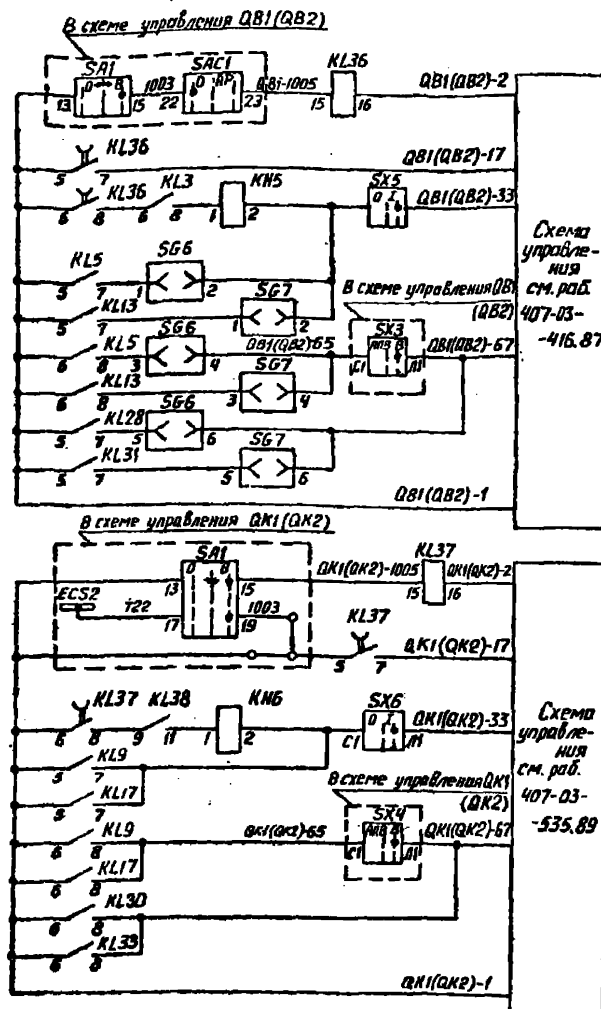 В схеме управления QB1(QB2)
SA1
SAC1
KL36
O В
1003
O АР
QB1-1005
QB1(QB2)-2
13
15
22
23
15
16
KL36
QB1(QB2)-17
5
7
KL36
KL3
KN5
SX5
O I
QB1(QB2)-33
6
8
6
8
1
2
KL5
SG6
5
7
1
2
KL13
SG7
5
7
1
2
В схеме управления QB1
(QB2)
KL5
SG6
QB1(QB2)-65
SX3
АПВ В
QB1(QB2)-67
6
8
3
4
C1
Л1
KL13
SG7
6
8
3
4
KL28
SG6
5
7
5
6
KL31
SG7
5
7
5
6
QB1(QB2)-1
Схема
управле-
ния
см. раб.
407-03-
-416.87
В схеме управления QK1(QK2)
SA1
O В
QK1(QK2)-1005
KL37
QK1(QK2)-2
13
15
15
16
ECS2
122
1003
17
19
KL37
QK1(QK2)-17
5
7
KL37
KL38
KN6
SX6
O I
QK1(QK2)-33
6
8
9
11
1
2
C1
Л1
KL9
5
7
KL17
5
7
В схеме управления QK1
(QK2)
KL9
QK1(QK2)-65
SX4
АПВ В
QK1(QK2)-67
6
8
C1
Л1
KL17
6
8
KL30
6
8
KL33
6
8
QK1(QK2)-1
Схема
управле-
ния
см. раб.
407-03-
-535.89